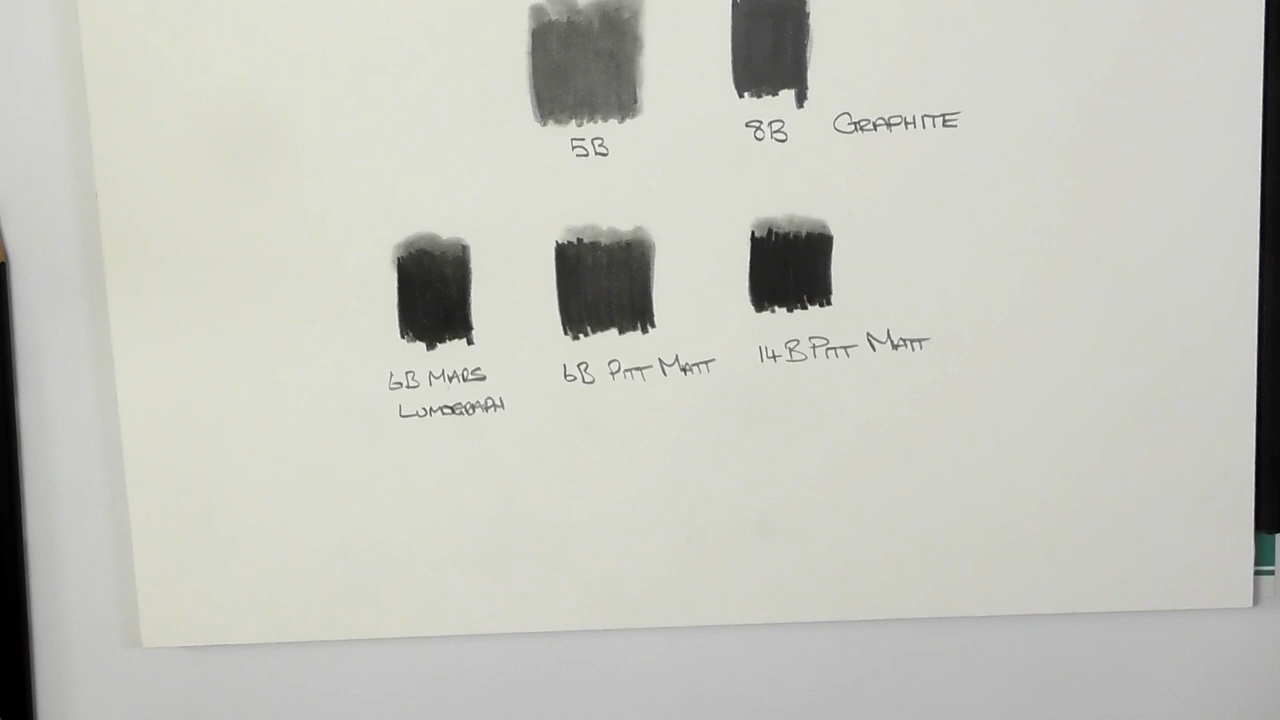 5B
8B GRAPHITE
6B MARS
LUMOGRAPH
6B PITT MATT
14B PITT MATT